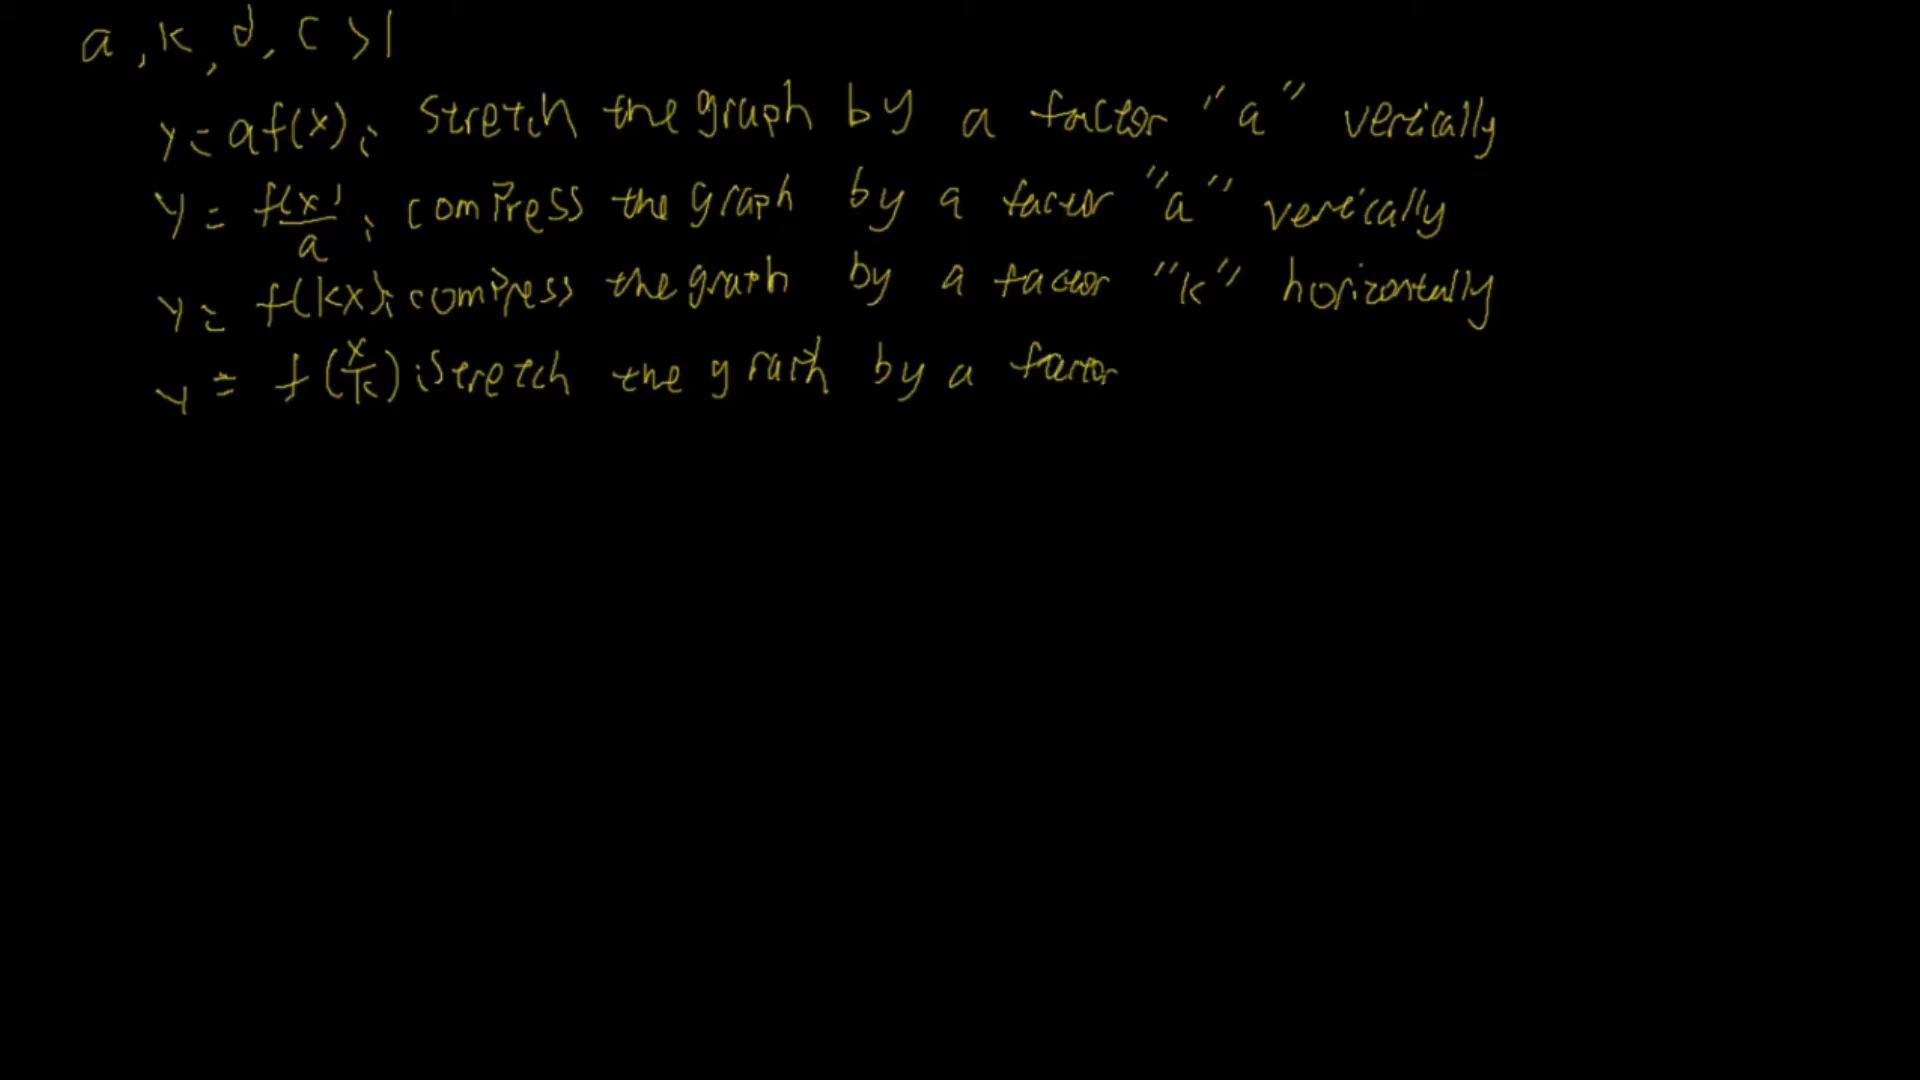 a, k, d, c > 1
y = af(x): stretch the graph by a factor "a" vertically
y = f(x)/a: compress the graph by a factor "a" vertically
y = f(kx): compress the graph by a factor "k" horizontally
y = f(x/k): stretch the graph by a factor